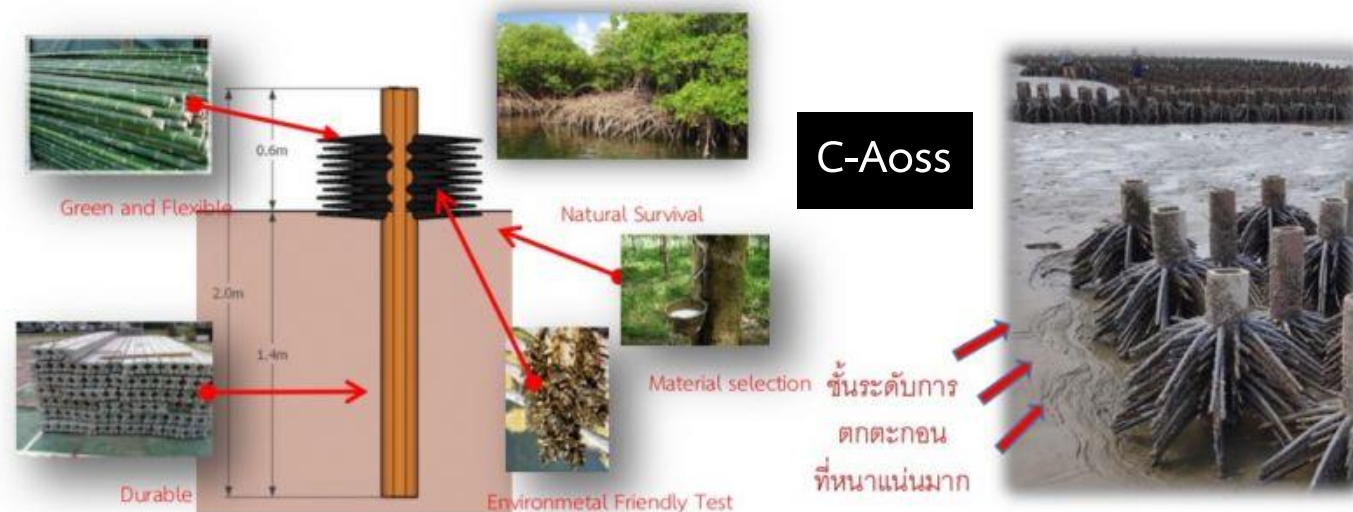 0.6m
Green and Flexible
2.0m
1.4m
Durable
Natural Survival
Material selection
Environmetal Friendly Test
C-Aoss
ชั้นระดับการ
ตกตะกอน
ที่หนาแน่นมาก